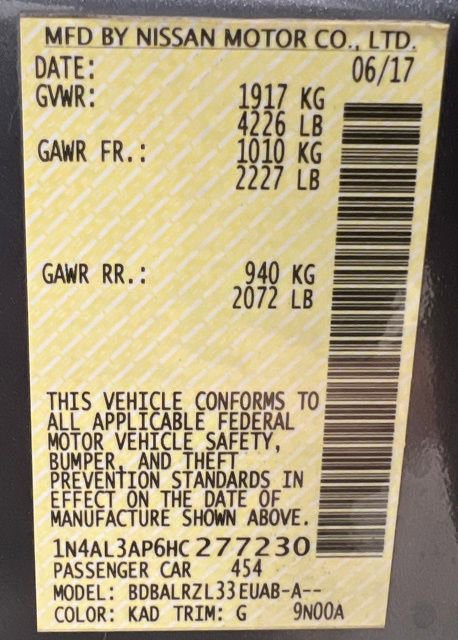 MFD BY NISSAN MOTOR CO., LTD.
DATE: 06/17
GVWR: 1917 KG
4226 LB
GAWR FR.: 1010 KG
2227 LB
GAWR RR.: 940 KG
2072 LB
THIS VEHICLE CONFORMS TO
ALL APPLICABLE FEDERAL
MOTOR VEHICLE SAFETY,
BUMPER, AND THEFT
PREVENTION STANDARDS IN
EFFECT ON THE DATE OF
MANUFACTURE SHOWN ABOVE.
1N4AL3AP6HC277230
PASSENGER CAR 454
MODEL: BDBALRZL33EUAB-A--
COLOR: KAD TRIM: G 9N00A